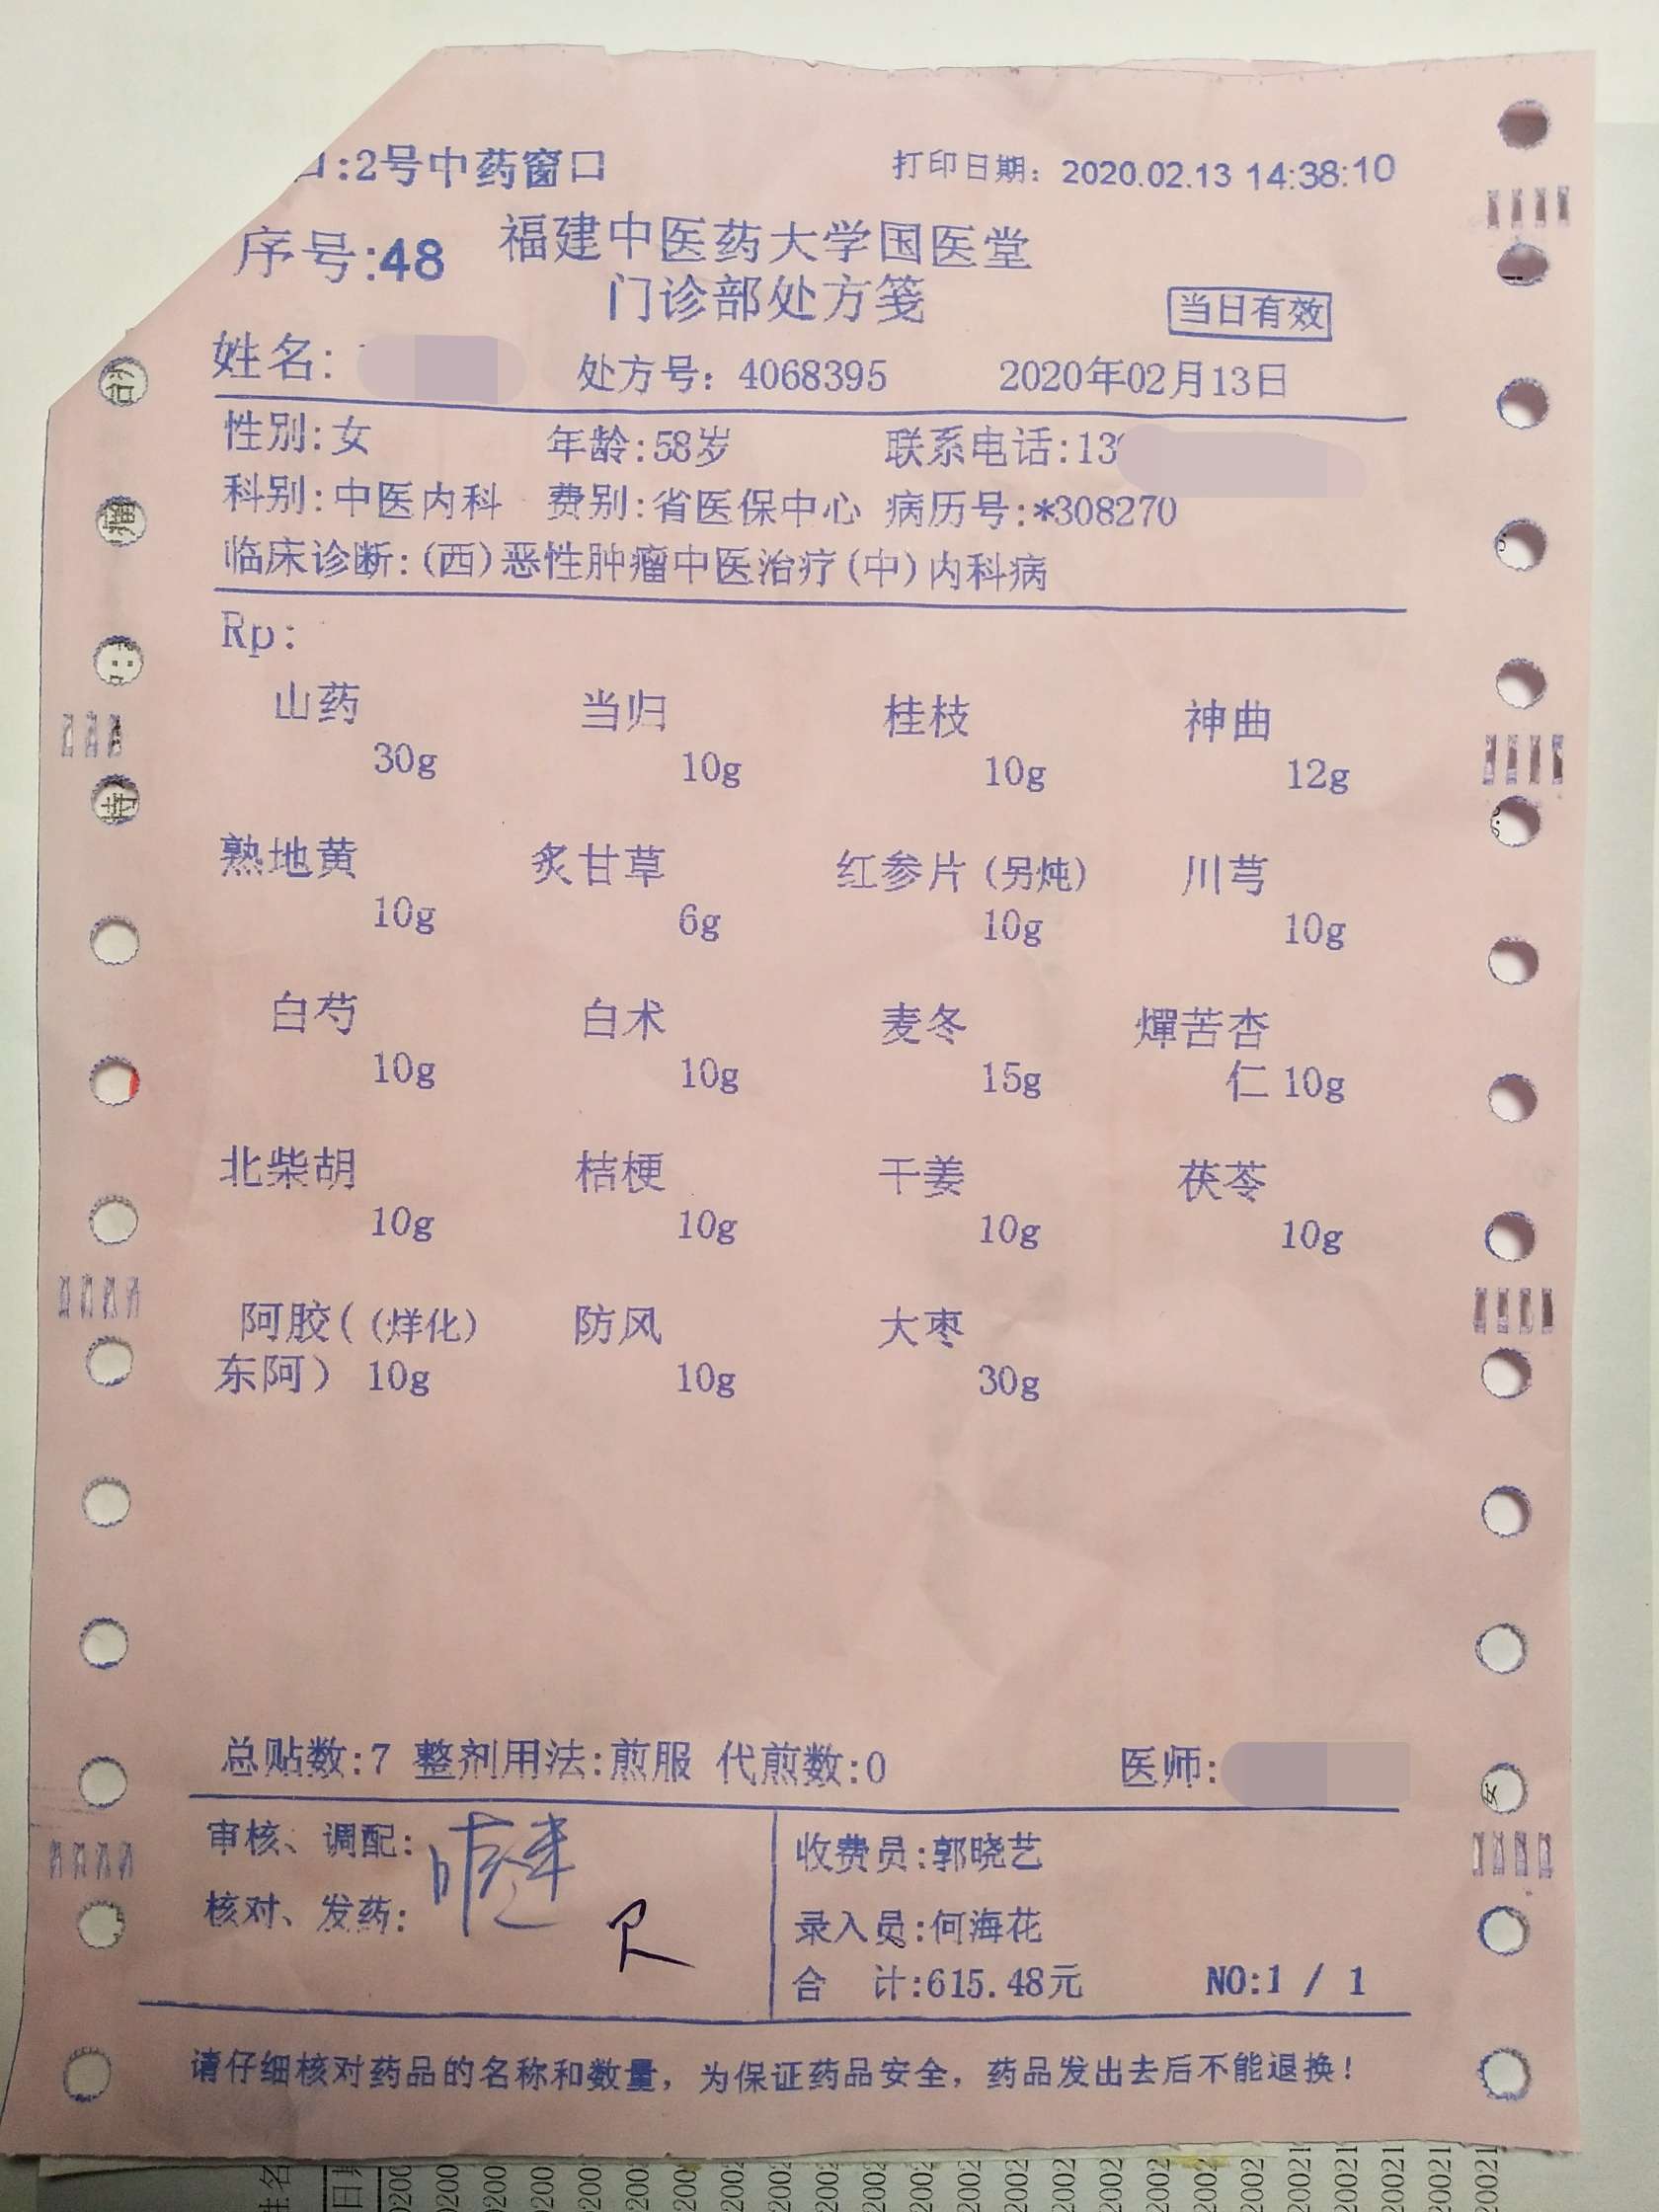 口:2号中药窗口
打印日期: 2020.02.13 14:38:10
序号:48
福建中医药大学国医堂
门诊部处方笺
当日有效
姓名:
处方号: 4068395
2020年02月13日
性别:女 年龄:58岁 联系电话:13
科别:中医内科 费别:省医保中心 病历号:*308270
临床诊断:(西)恶性肿瘤中医治疗(中)内科病
Rp:
山药 当归 桂枝 神曲
30g 10g 10g 12g
熟地黄 炙甘草 红参片(另炖) 川芎
10g 6g 10g 10g
白芍 白术 麦冬 燀苦杏
10g 10g 15g 仁 10g
北柴胡 桔梗 干姜 茯苓
10g 10g 10g 10g
阿胶((烊化) 防风 大枣
东阿) 10g 10g 30g
总贴数:7 整剂用法:煎服 代煎数:0 医师:
审核、调配:
收费员:郭晓艺
核对、发药:
录入员:何海花
合 计:615.48元 NO:1 / 1
请仔细核对药品的名称和数量，为保证药品安全，药品发出去后不能退换!